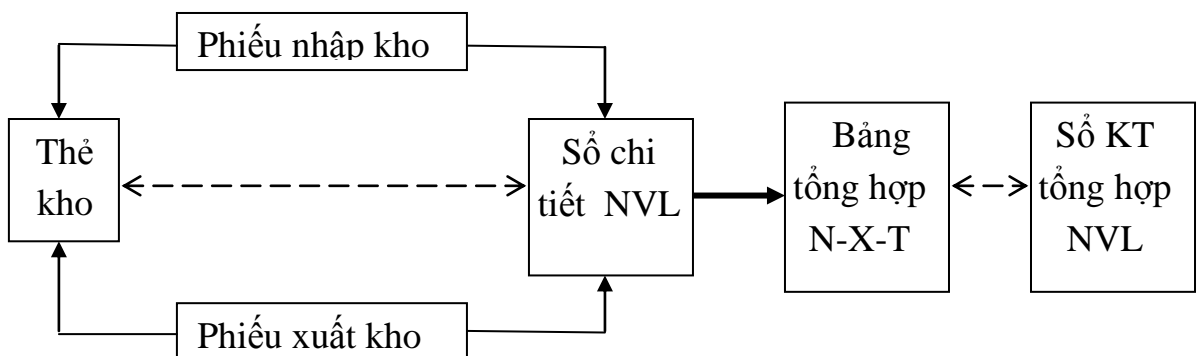 Phiếu nhập kho
Thẻ
kho
Sổ chi
tiết NVL
Bảng
tổng hợp
N-X-T
Sổ KT
tổng hợp
NVL
Phiếu xuất kho